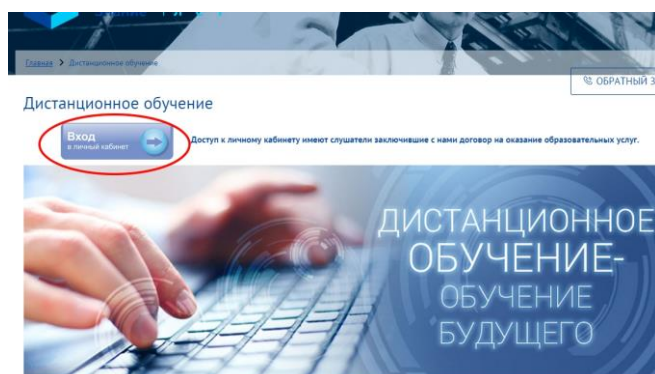 Главная > Дистанционное обучение
ОБРАТНЫЙ З
Дистанционное обучение
Вход
в личный кабинет
Доступ к личному кабинету имеют слушатели заключившие с нами договор на оказание образовательных услуг.
ДИСТАНЦИОННОЕ
ОБУЧЕНИЕ-
ОБУЧЕНИЕ
БУДУЩЕГО